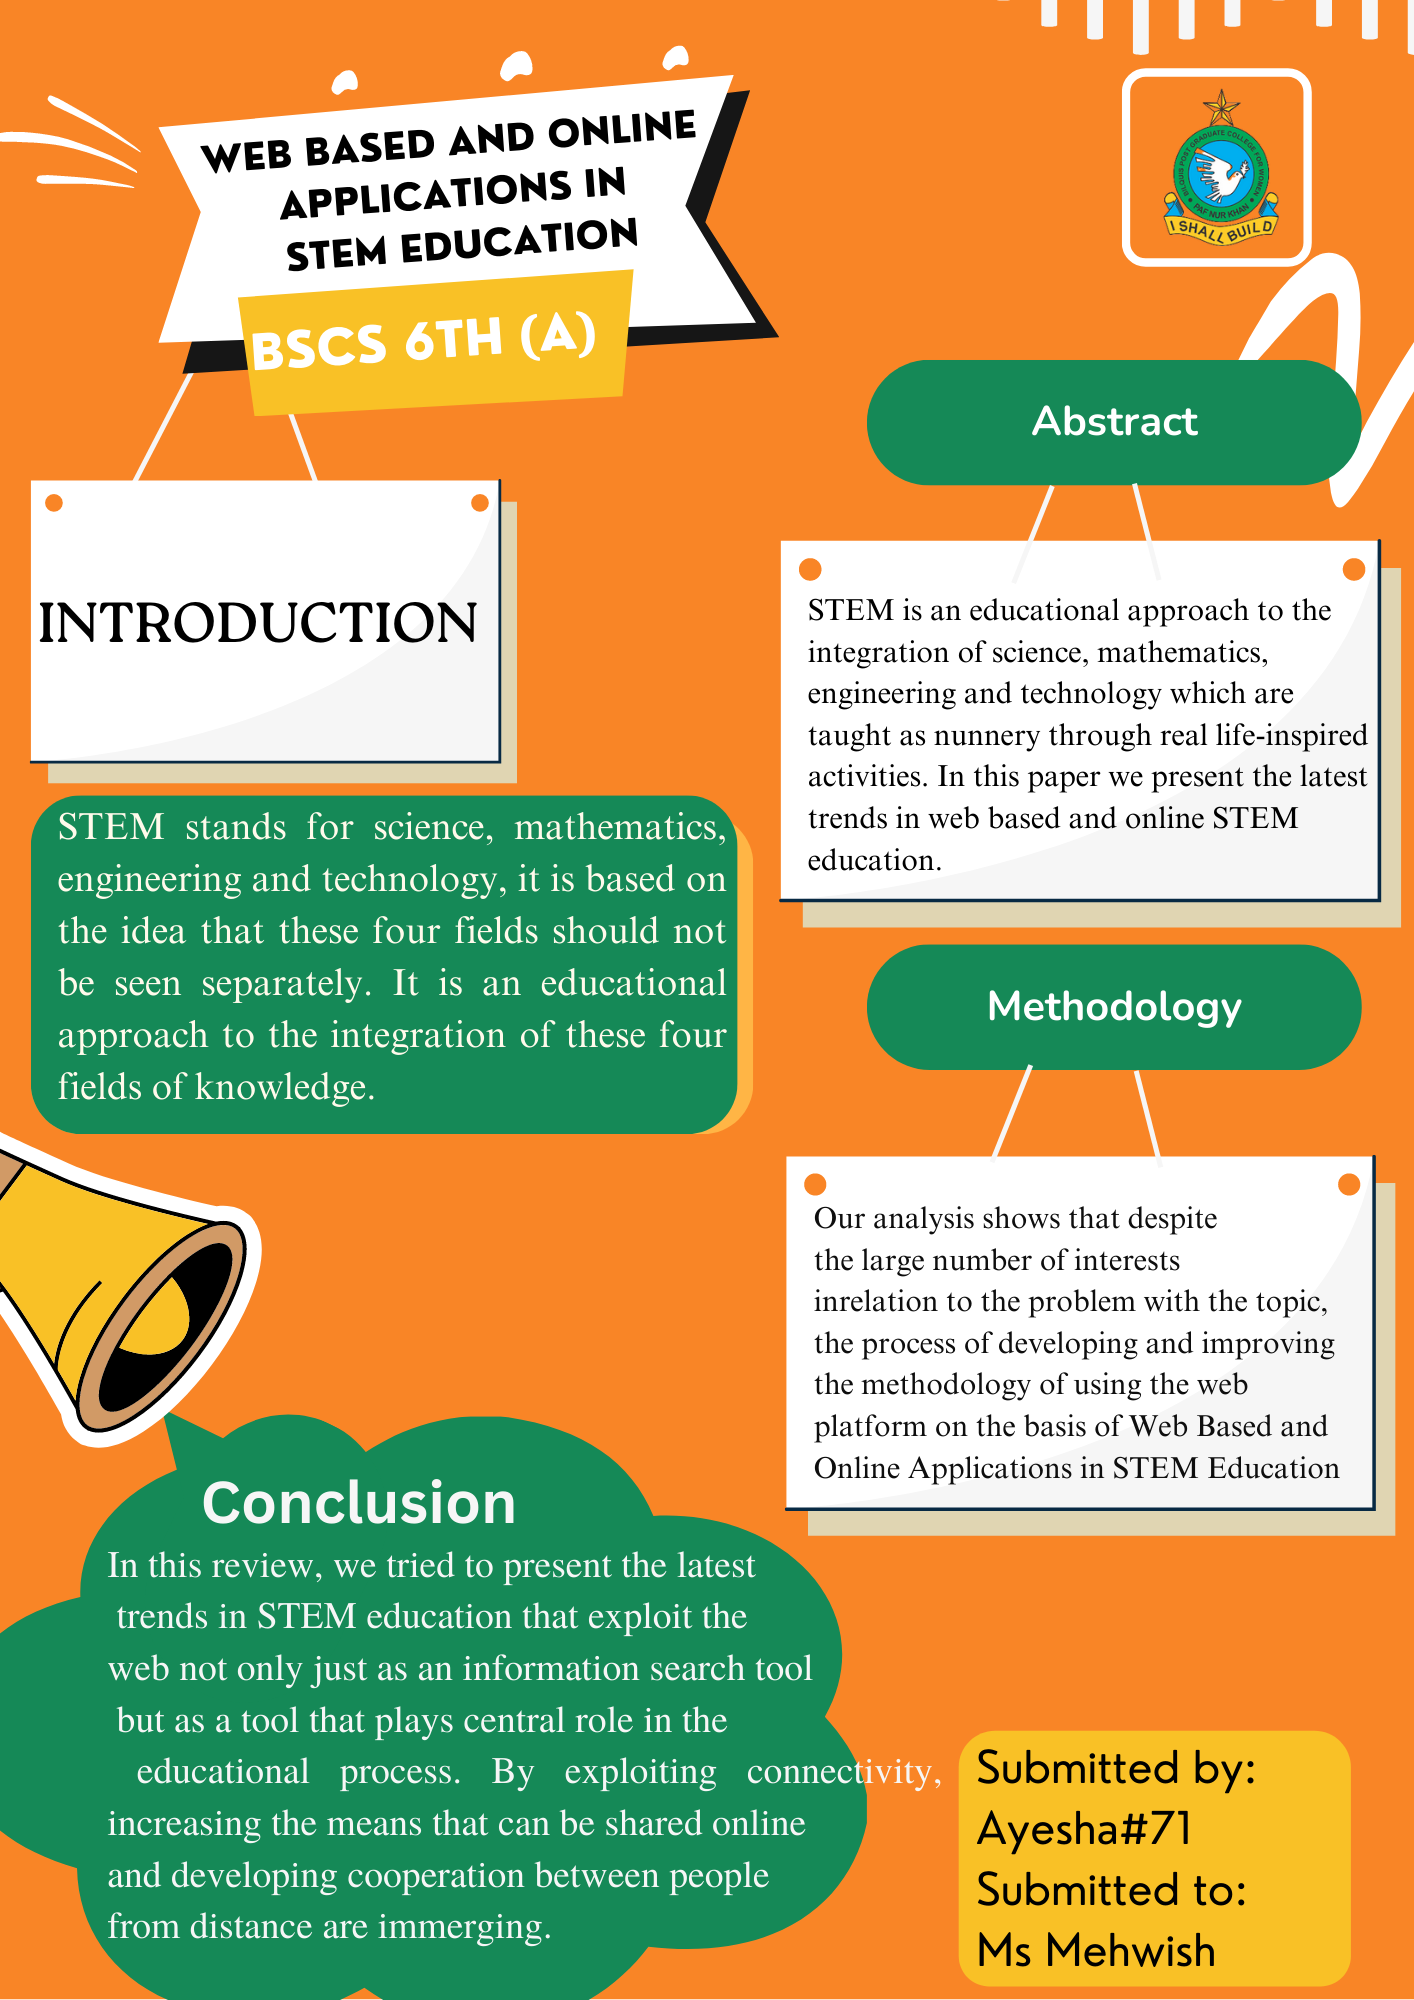 WEB BASED AND ONLINE
APPLICATIONS IN
STEM EDUCATION
BSCS 6TH (A)
BILQUIS POST GRADUATE COLLEGE FOR WOMEN
PAF NUR KHAN
I SHALL BUILD
INTRODUCTION
STEM stands for science, mathematics,
engineering and technology, it is based on
the idea that these four fields should not
be seen separately. It is an educational
approach to the integration of these four
fields of knowledge.
Abstract
STEM is an educational approach to the
integration of science, mathematics,
engineering and technology which are
taught as nunnery through real life-inspired
activities. In this paper we present the latest
trends in web based and online STEM
education.
Methodology
Our analysis shows that despite
the large number of interests
inrelation to the problem with the topic,
the process of developing and improving
the methodology of using the web
platform on the basis of Web Based and
Online Applications in STEM Education
Conclusion
In this review, we tried to present the latest
trends in STEM education that exploit the
web not only just as an information search tool
but as a tool that plays central role in the
educational process. By exploiting connectivity,
increasing the means that can be shared online
and developing cooperation between people
from distance are immerging.
Submitted by:
Ayesha#71
Submitted to:
Ms Mehwish